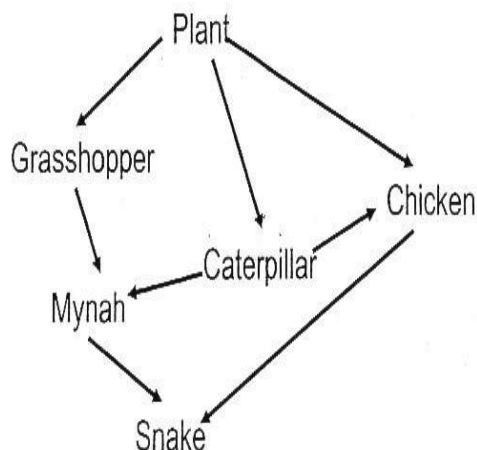 Plant
Grasshopper
Chicken
Caterpillar
Mynah
Snake